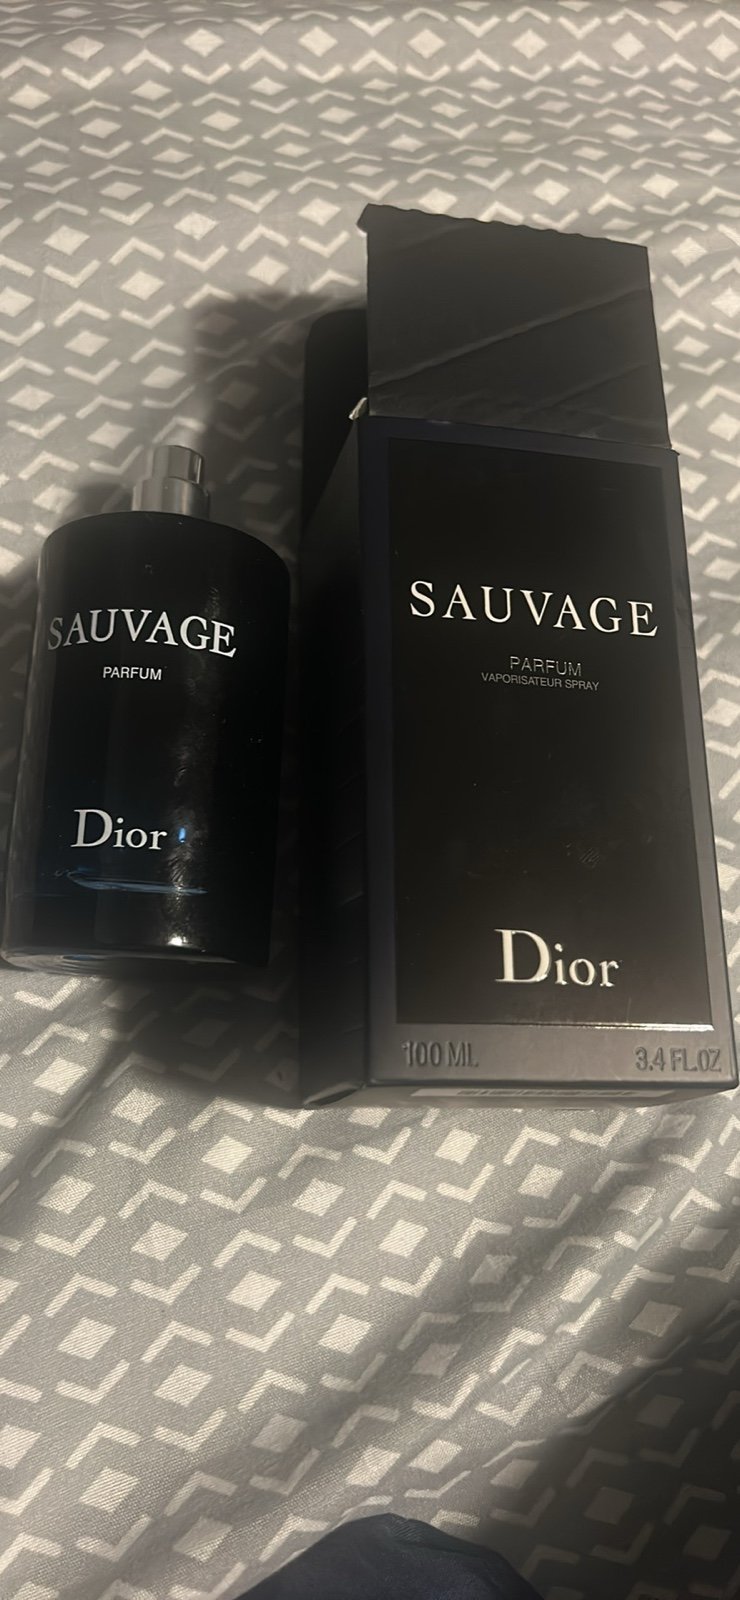 SAUVAGE
PARFUM
Dior
SAUVAGE
PARFUM
VAPORISATEUR SPRAY
Dior
100 ML 3.4 FL.OZ